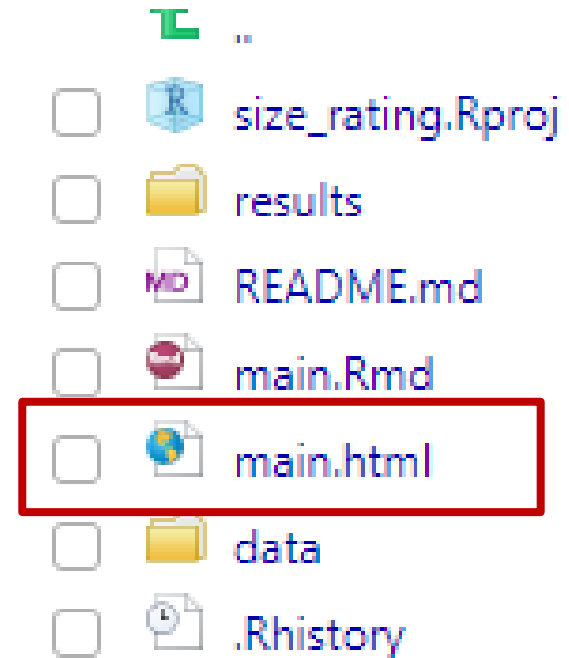 ..
size_rating.Rproj
results
README.md
main.Rmd
main.html
data
.Rhistory